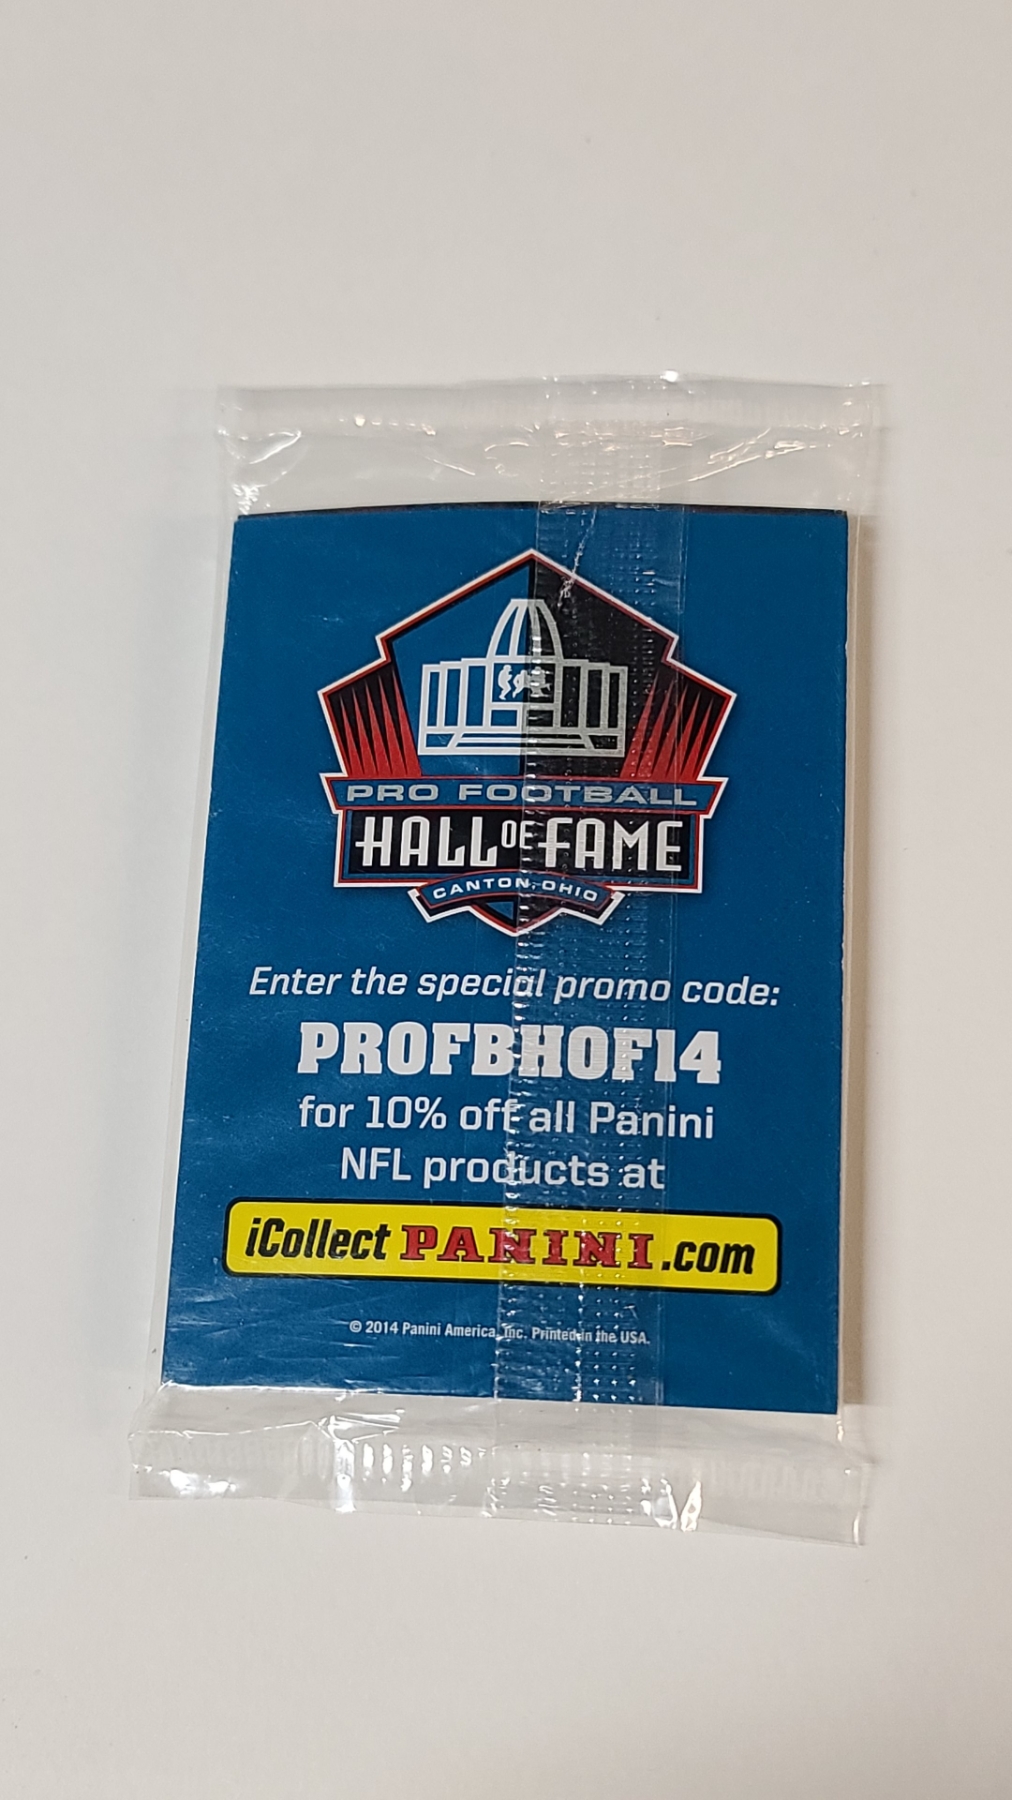 PRO FOOTBALL
HALL OF FAME
CANTON, OHIO
Enter the special promo code:
PROFBHOF14
for 10% off all Panini
NFL products at
iCollect PANINI.com
© 2014 Panini America, Inc. Printed in the USA.